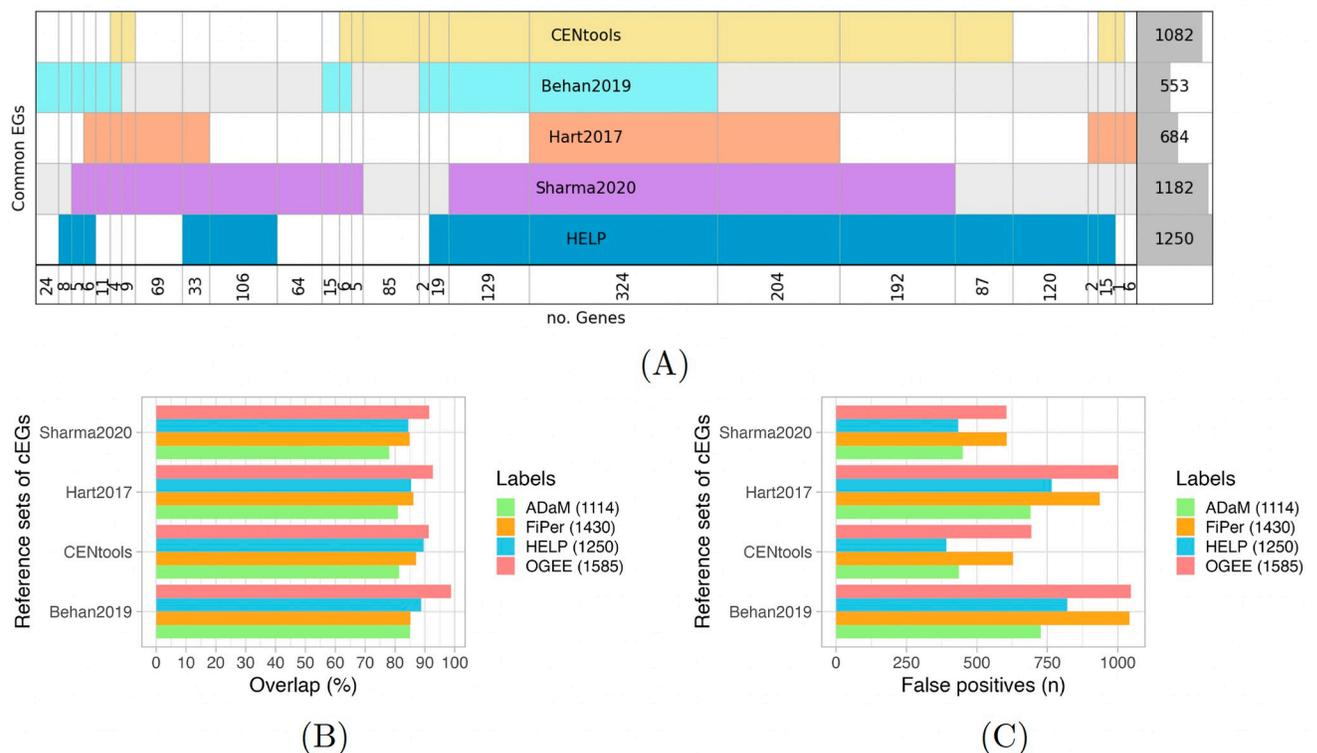 Common EGs
CENtools 1082
Behan2019 553
Hart2017 684
Sharma2020 1182
HELP 1250
24 8 5 6 11 4 9 69 33 106 64 15 6 5 85 2 19 129 324 204 192 87 120 2 15 1 6
no. Genes
(A)
Reference sets of cEGs
Sharma2020
Hart2017
CENtools
Behan2019
0 10 20 30 40 50 60 70 80 90 100
Overlap (%)
Labels
ADaM (1114)
FiPer (1430)
HELP (1250)
OGEE (1585)
(B)
Reference sets of cEGs
Sharma2020
Hart2017
CENtools
Behan2019
0 250 500 750 1000
False positives (n)
Labels
ADaM (1114)
FiPer (1430)
HELP (1250)
OGEE (1585)
(C)